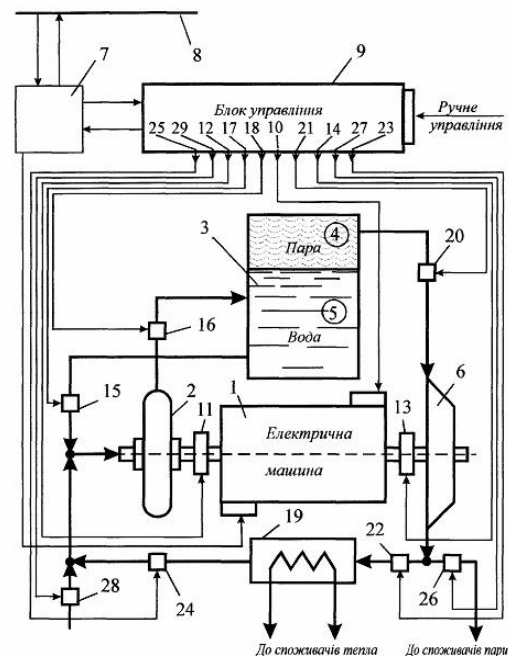 7
8
9
Блок управління
25 29 12 17 18 10 21 14 27 23
Ручне
управління
3
Пара
4
20
5
Вода
16
15
2
11
1
13
6
Електрична
машина
19
22
28
24
26
До споживачів тепла
До споживачів пари